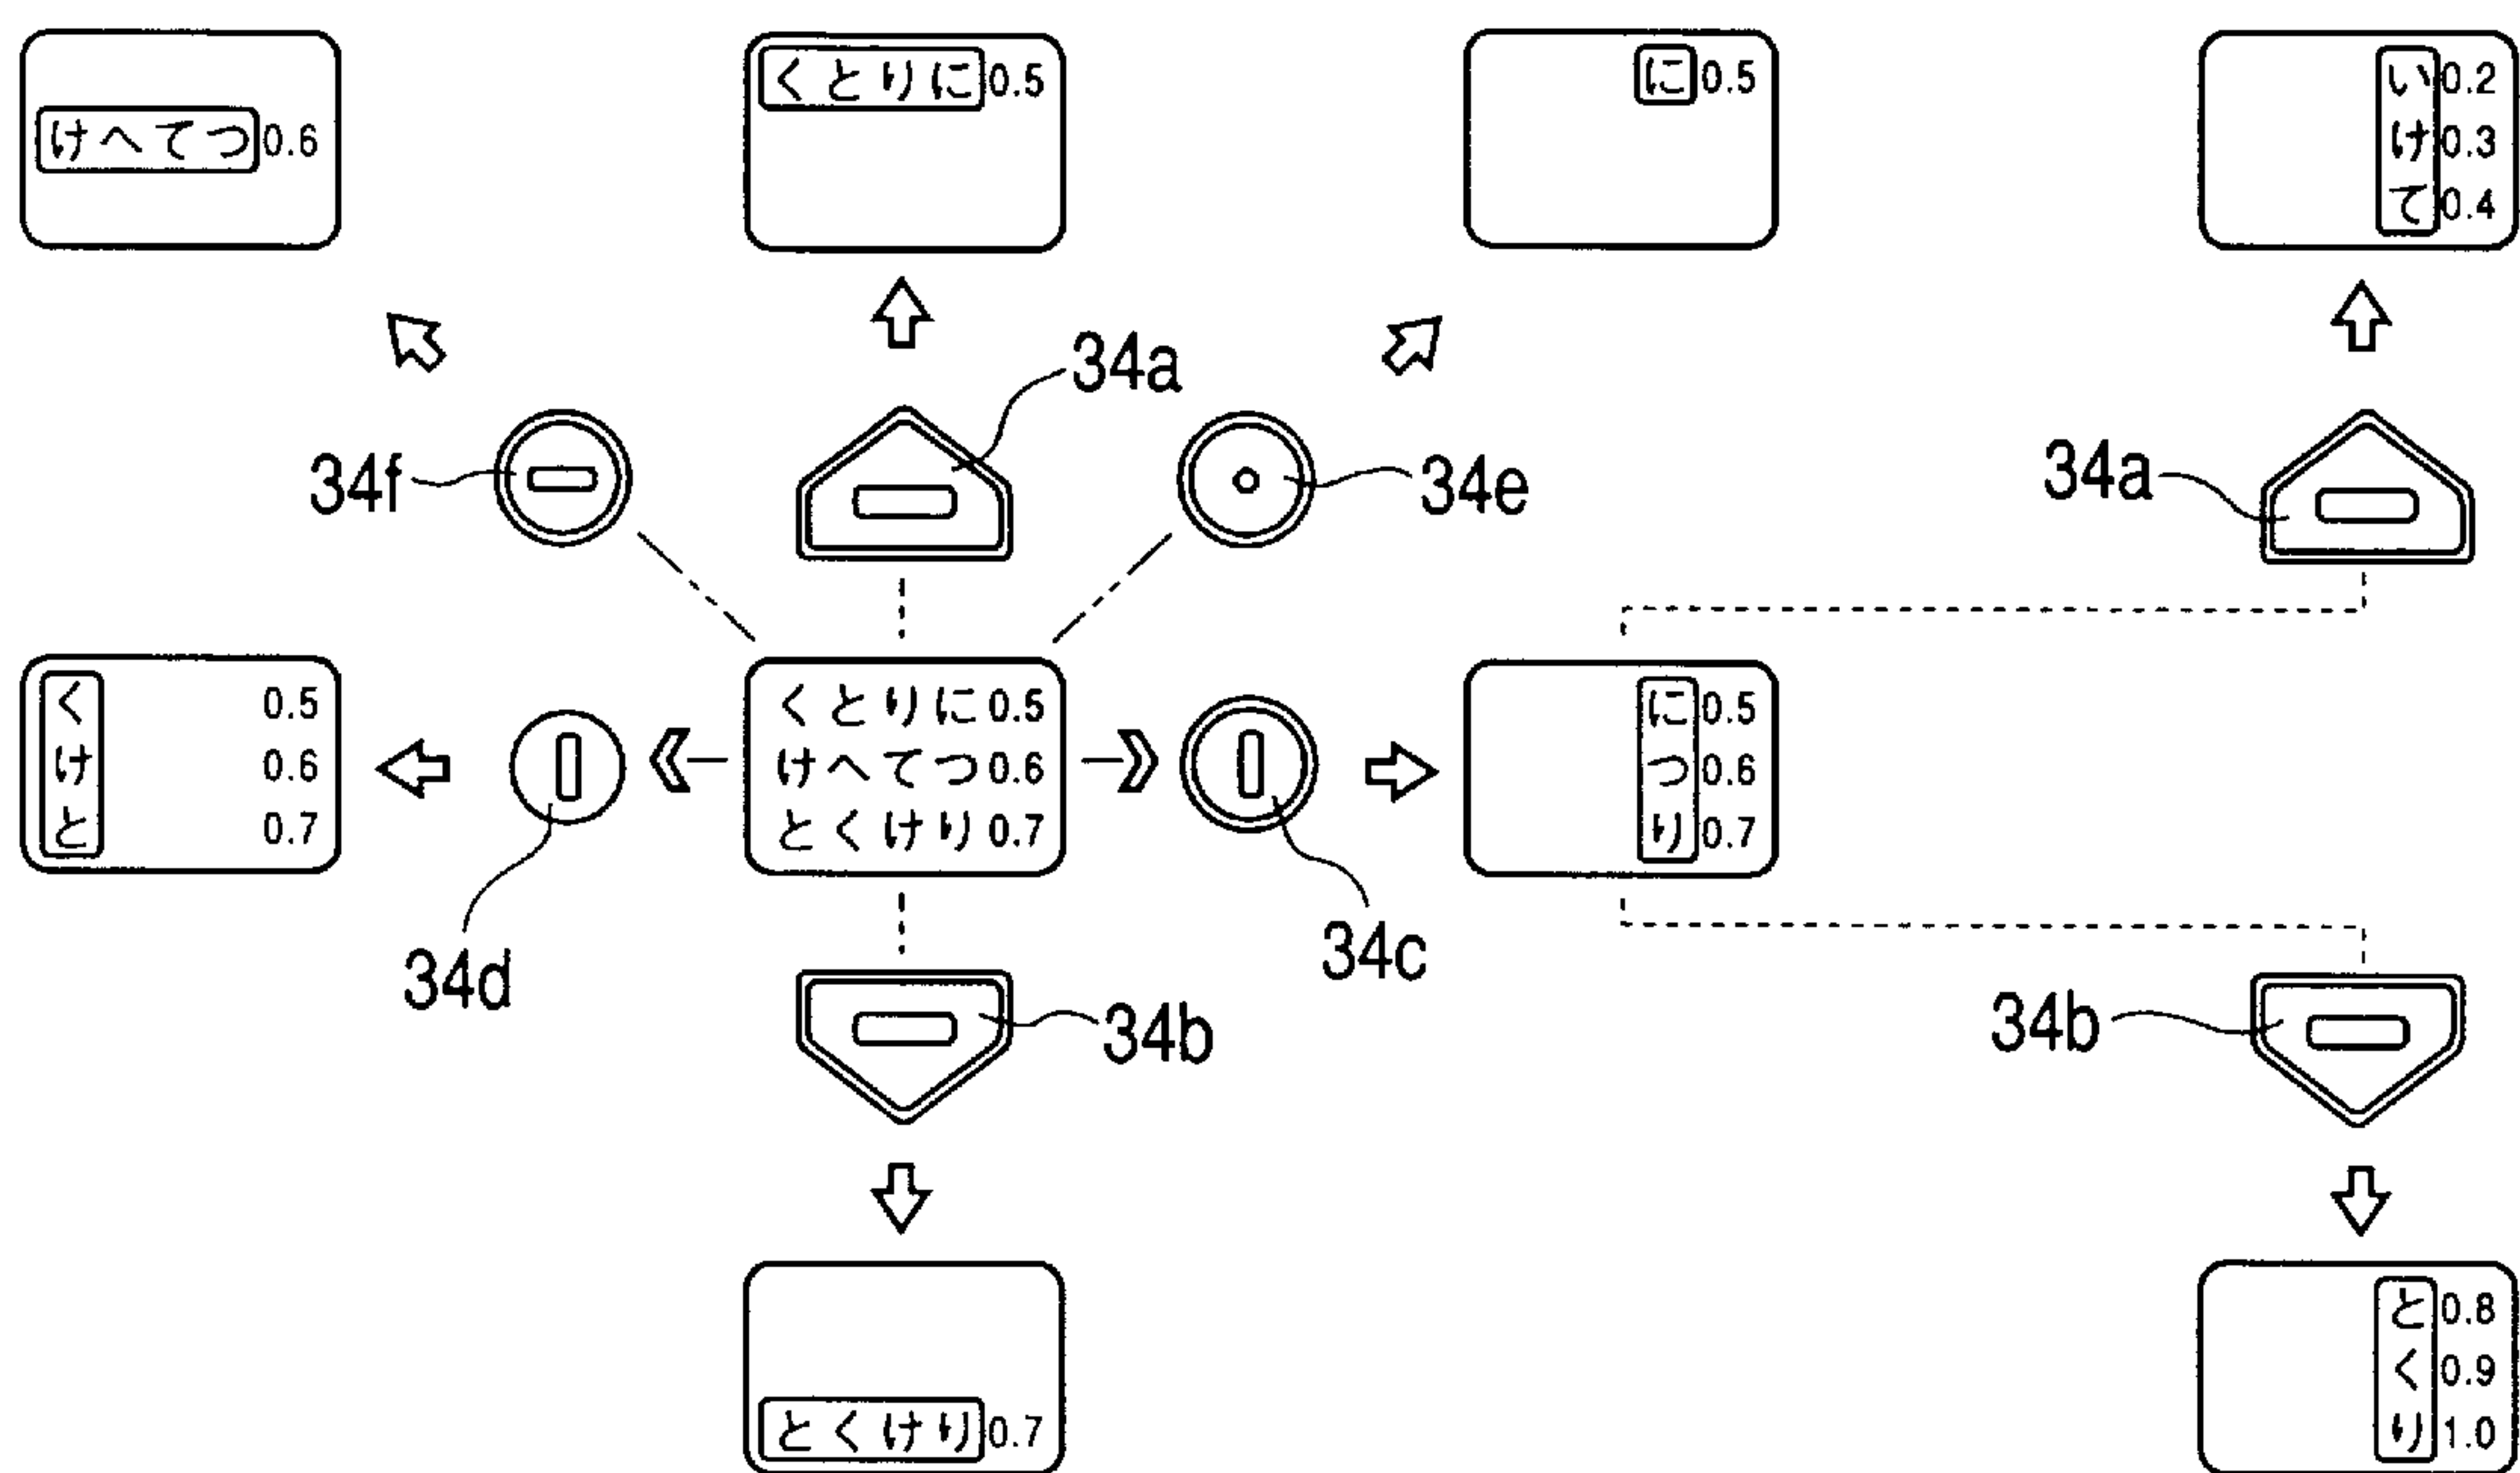 けへてつ0.6
くとりに0.5
に0.5
い0.2
け0.3
て0.4
34a
34f
34e
34a
く 0.5
け 0.6
と 0.7
くとりに0.5
けへてつ0.6
とくけり0.7
に0.5
つ0.6
り0.7
34d
34c
34b
34b
とくけり0.7
と0.8
く0.9
り1.0